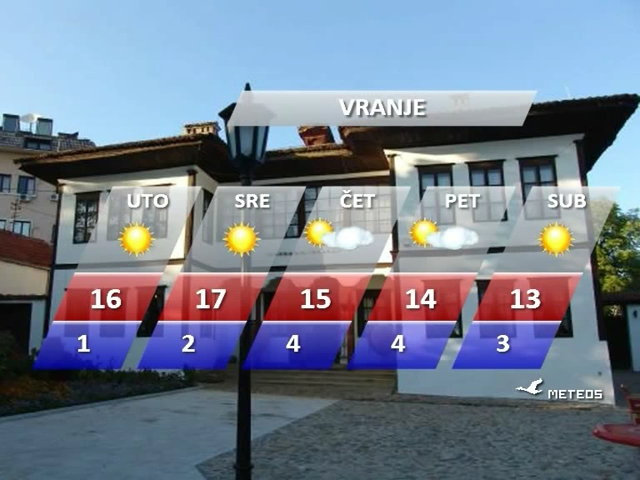 VRANJE
UTO SRE ČET PET SUB
16 17 15 14 13
1 2 4 4 3
METEOS